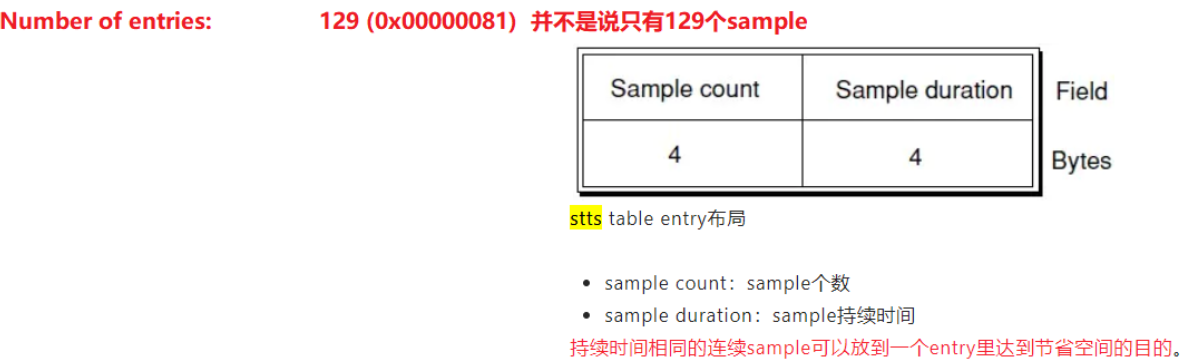 Number of entries: 129 (0x00000081) 并不是说只有129个sample
Sample count Sample duration Field
4 4 Bytes
stts table entry布局
• sample count：sample个数
• sample duration：sample持续时间
持续时间相同的连续sample可以放到一个entry里达到节省空间的目的。